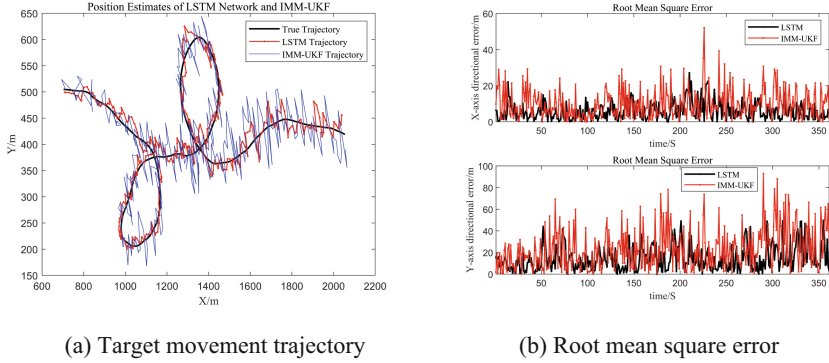 Position Estimates of LSTM Network and IMM-UKF
650
600
550
500
450
400
350
300
250
200
150
Y/m
True Trajectory
LSTM Trajectory
IMM-UKF Trajectory
600 800 1000 1200 1400 1600 1800 2000 2200
X/m
(a) Target movement trajectory
Root Mean Square Error
X-axis directional error/m
60
40
20
0
LSTM
IMM-UKF
50 100 150 200 250 300 350
time/S
Root Mean Square Error
Y-axis directional error/m
100
80
60
40
20
0
LSTM
IMM-UKF
50 100 150 200 250 300 350
time/S
(b) Root mean square error